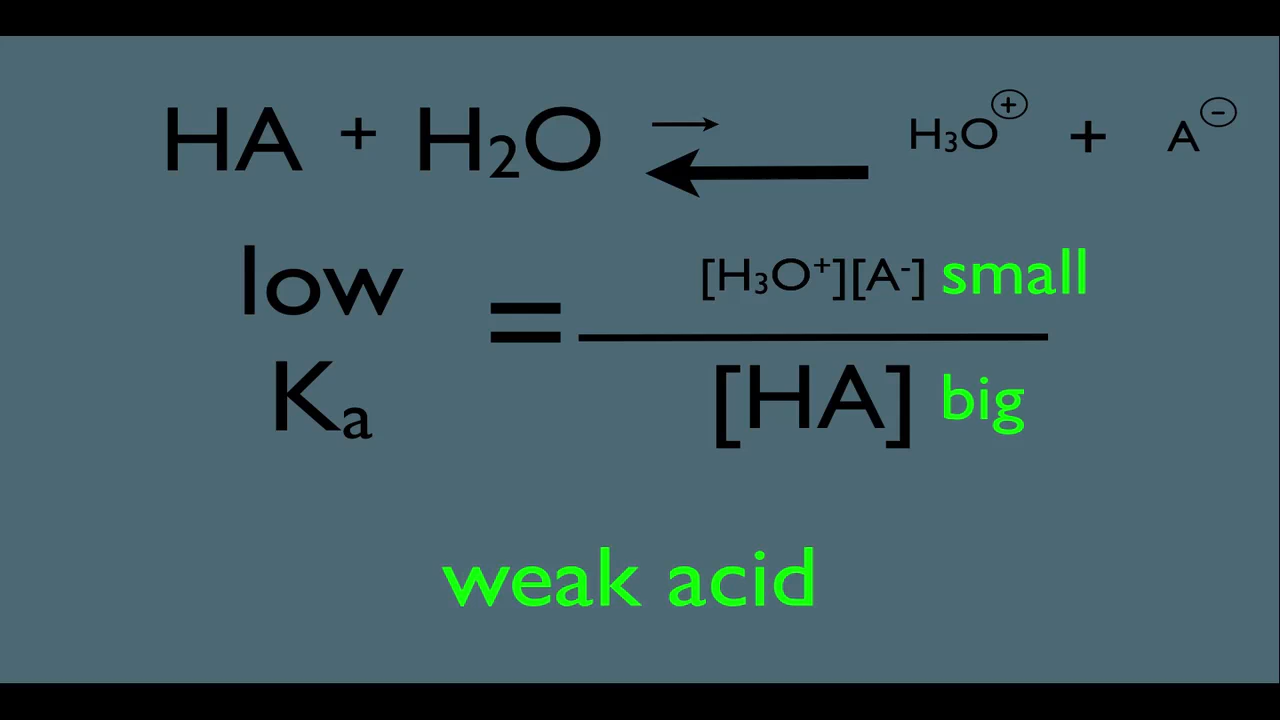 HA + H₂O ⇄ H₃O⊕ + A⊖
low Kₐ = [H₃O⁺][A⁻] small
[HA] big
weak acid